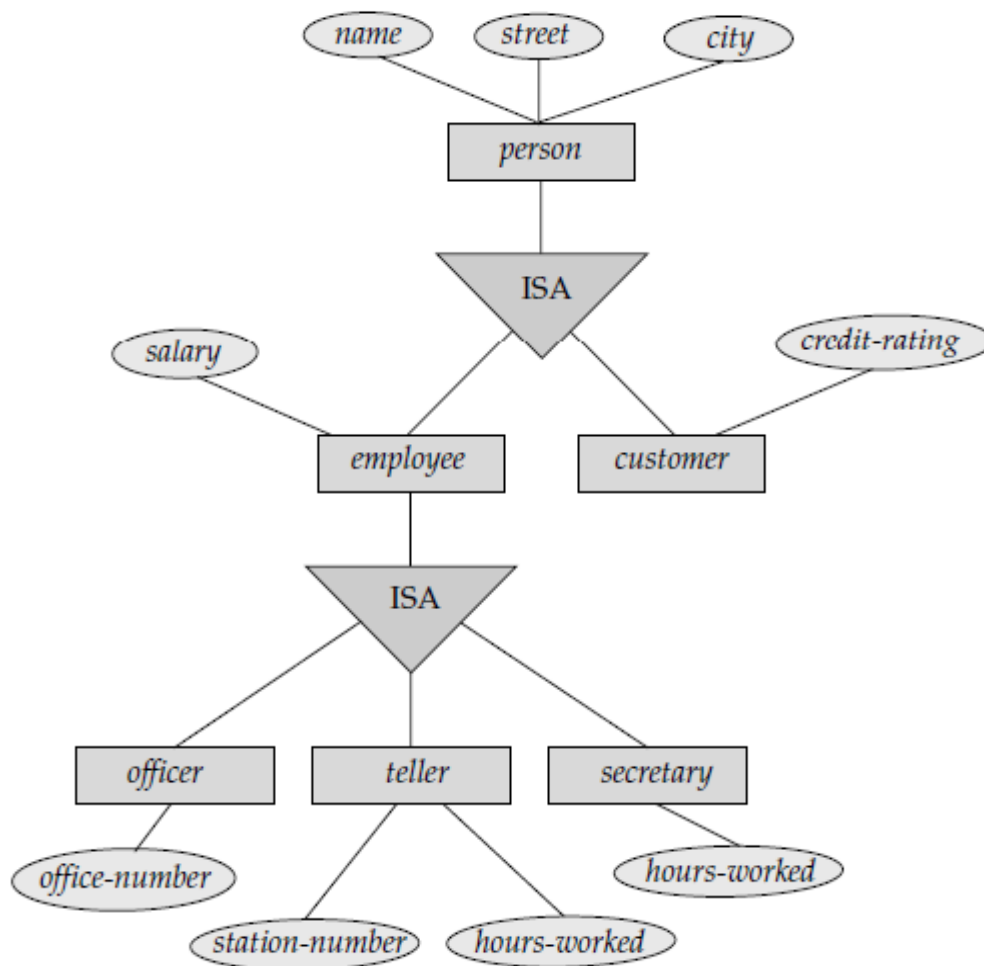 name street city
person
ISA
salary credit-rating
employee customer
ISA
officer teller secretary
office-number hours-worked
station-number hours-worked